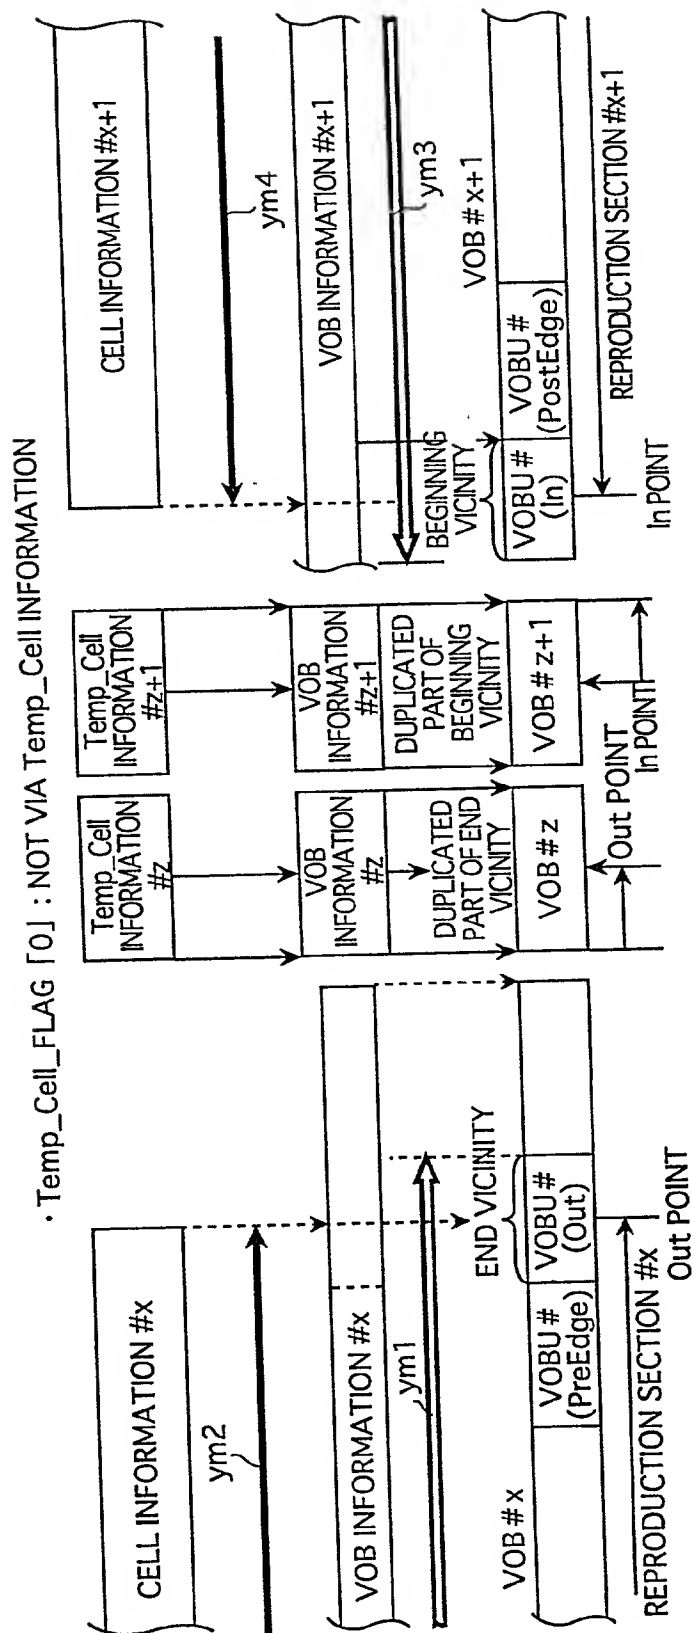 ・Temp_Cell_FLAG「0」: NOT VIA Temp_Cell INFORMATION
CELL INFORMATION #x
Temp_Cell
INFORMATION
#z
Temp_Cell
INFORMATION
#z+1
CELL INFORMATION #x+1
ym2
ym4
VOB INFORMATION #x
VOB
INFORMATION
#z
VOB
INFORMATION
#z+1
VOB INFORMATION #x+1
ym1
END VICINITY
DUPLICATED
PART OF END
VICINITY
DUPLICATED
PART OF
BEGINNING
VICINITY
BEGINNING
VICINITY
ym3
VOB#x
VOBU#
(PreEdge)
VOBU#
(Out)
VOB#z
VOB#z+1
VOBU#
(In)
VOBU#
(PostEdge)
VOB#x+1
REPRODUCTION SECTION #x
Out POINT
Out POINT
In POINT
In POINT
REPRODUCTION SECTION #x+1